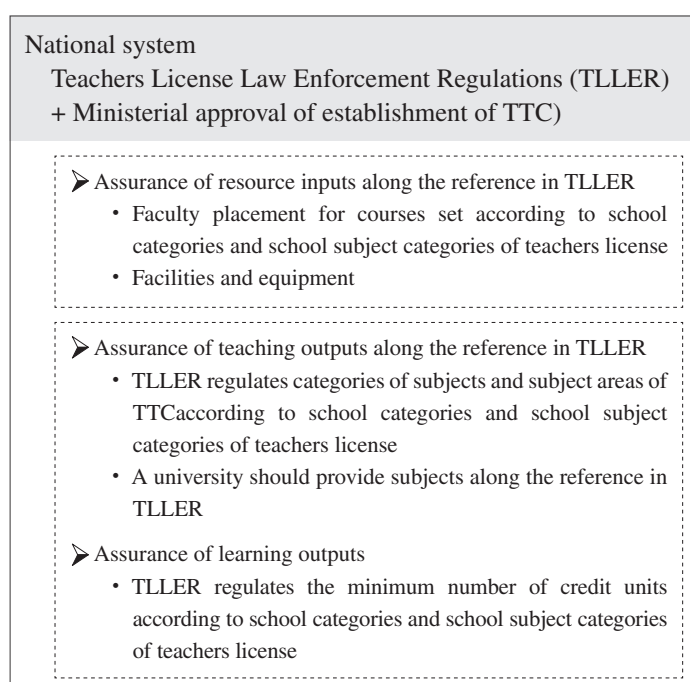 National system
Teachers License Law Enforcement Regulations (TLLER)
+ Ministerial approval of establishment of TTC)
➢ Assurance of resource inputs along the reference in TLLER
・ Faculty placement for courses set according to school
categories and school subject categories of teachers license
・ Facilities and equipment
➢ Assurance of teaching outputs along the reference in TLLER
・ TLLER regulates categories of subjects and subject areas of
TTCaccording to school categories and school subject
categories of teachers license
・ A university should provide subjects along the reference in
TLLER
➢ Assurance of learning outputs
・ TLLER regulates the minimum number of credit units
according to school categories and school subject categories
of teachers license